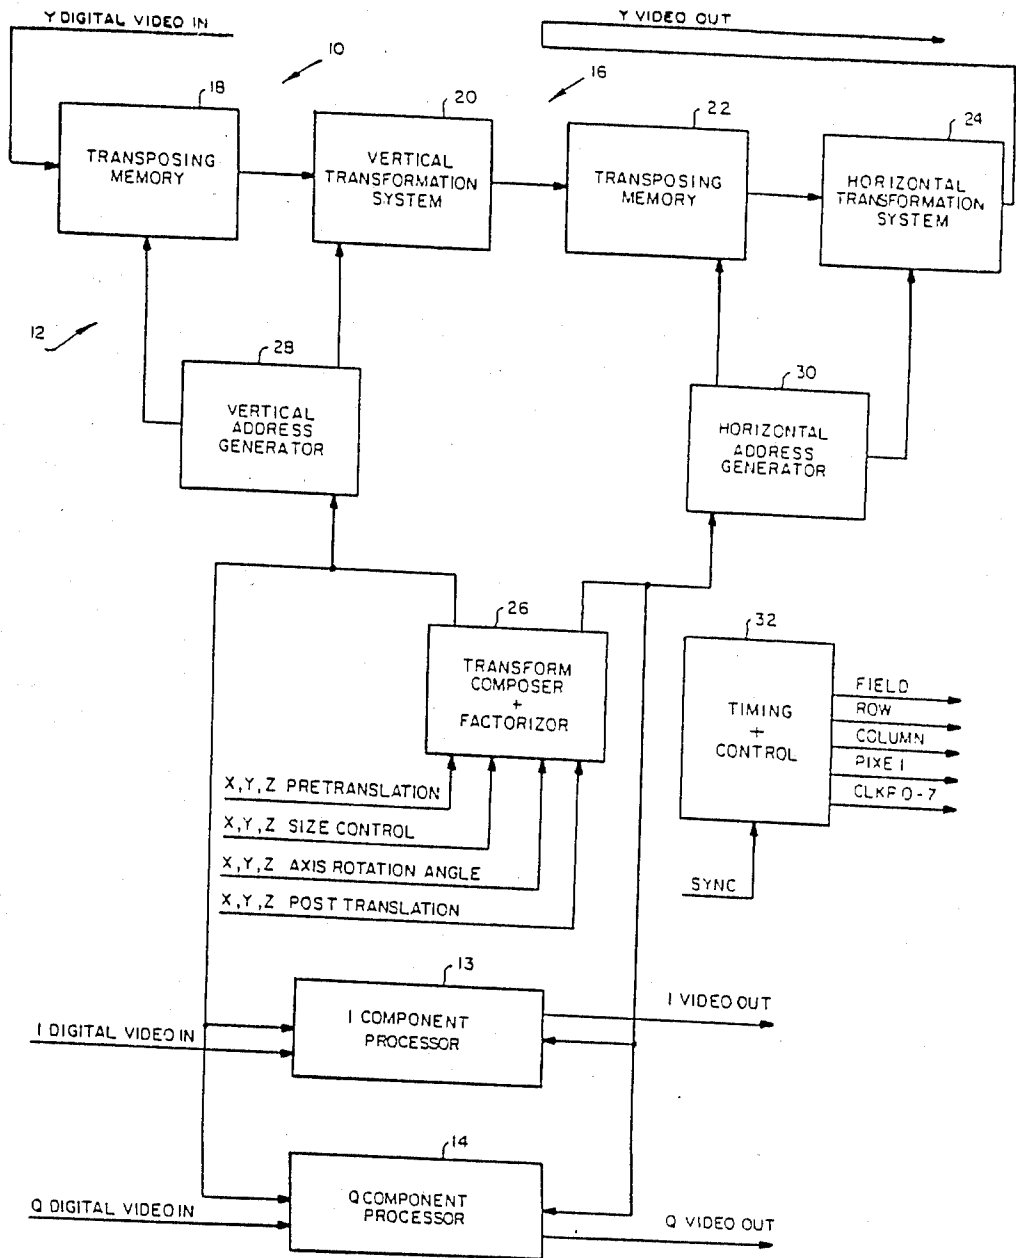 Y DIGITAL VIDEO IN
Y VIDEO OUT
10
16
18
20
22
24
TRANSPOSING
MEMORY
VERTICAL
TRANSFORMATION
SYSTEM
TRANSPOSING
MEMORY
HORIZONTAL
TRANSFORMATION
SYSTEM
12
28
VERTICAL
ADDRESS
GENERATOR
30
HORIZONTAL
ADDRESS
GENERATOR
26
TRANSFORM
COMPOSER
+
FACTORIZOR
32
TIMING
+
CONTROL
FIELD
ROW
COLUMN
PIXEl
CLKP 0-7
SYNC
X,Y,Z PRETRANSLATION
X,Y,Z SIZE CONTROL
X,Y,Z AXIS ROTATION ANGLE
X,Y,Z POST TRANSLATION
13
I COMPONENT
PROCESSOR
I DIGITAL VIDEO IN
I VIDEO OUT
14
Q COMPONENT
PROCESSOR
Q DIGITAL VIDEO IN
Q VIDEO OUT